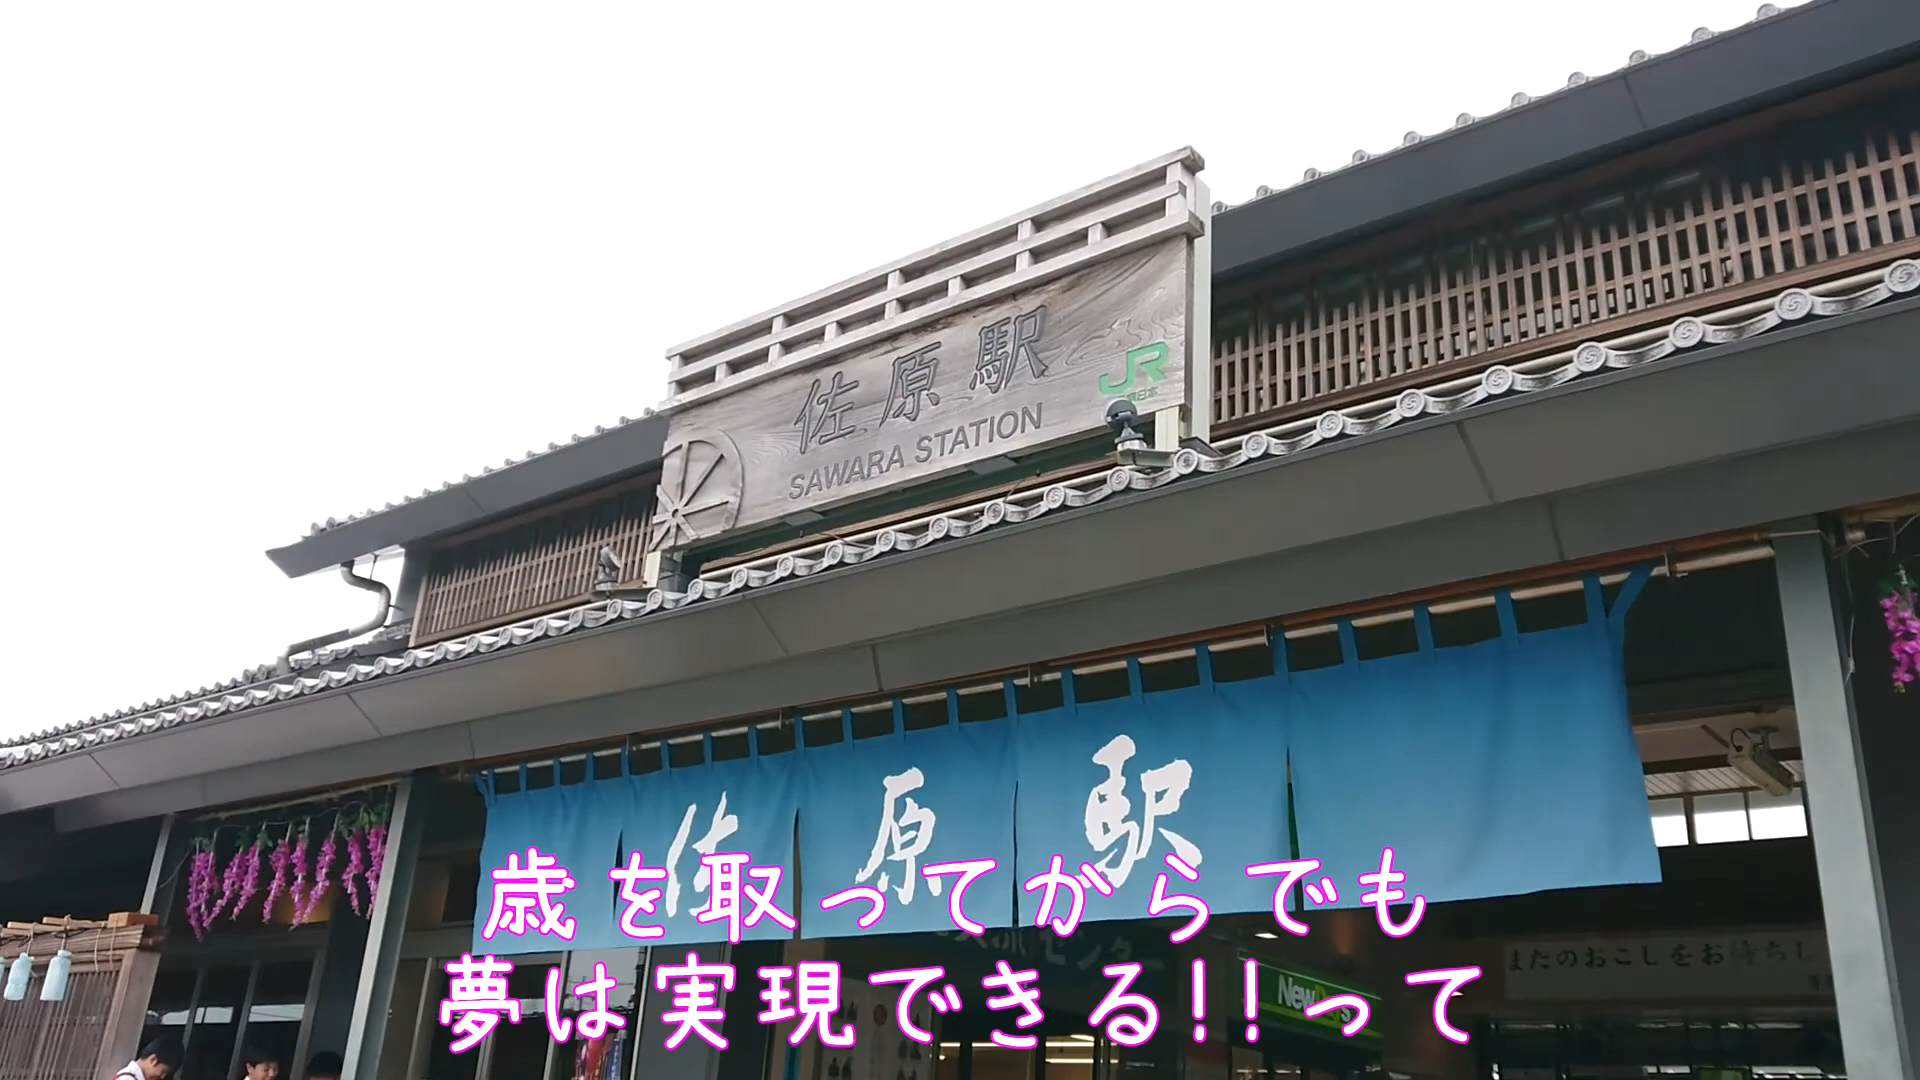 佐原駅
JR
SAWARA STATION
佐原駅
歳を取ってからでも
夢は実現できる!!って
NewDays
またのおこしをお待ちし